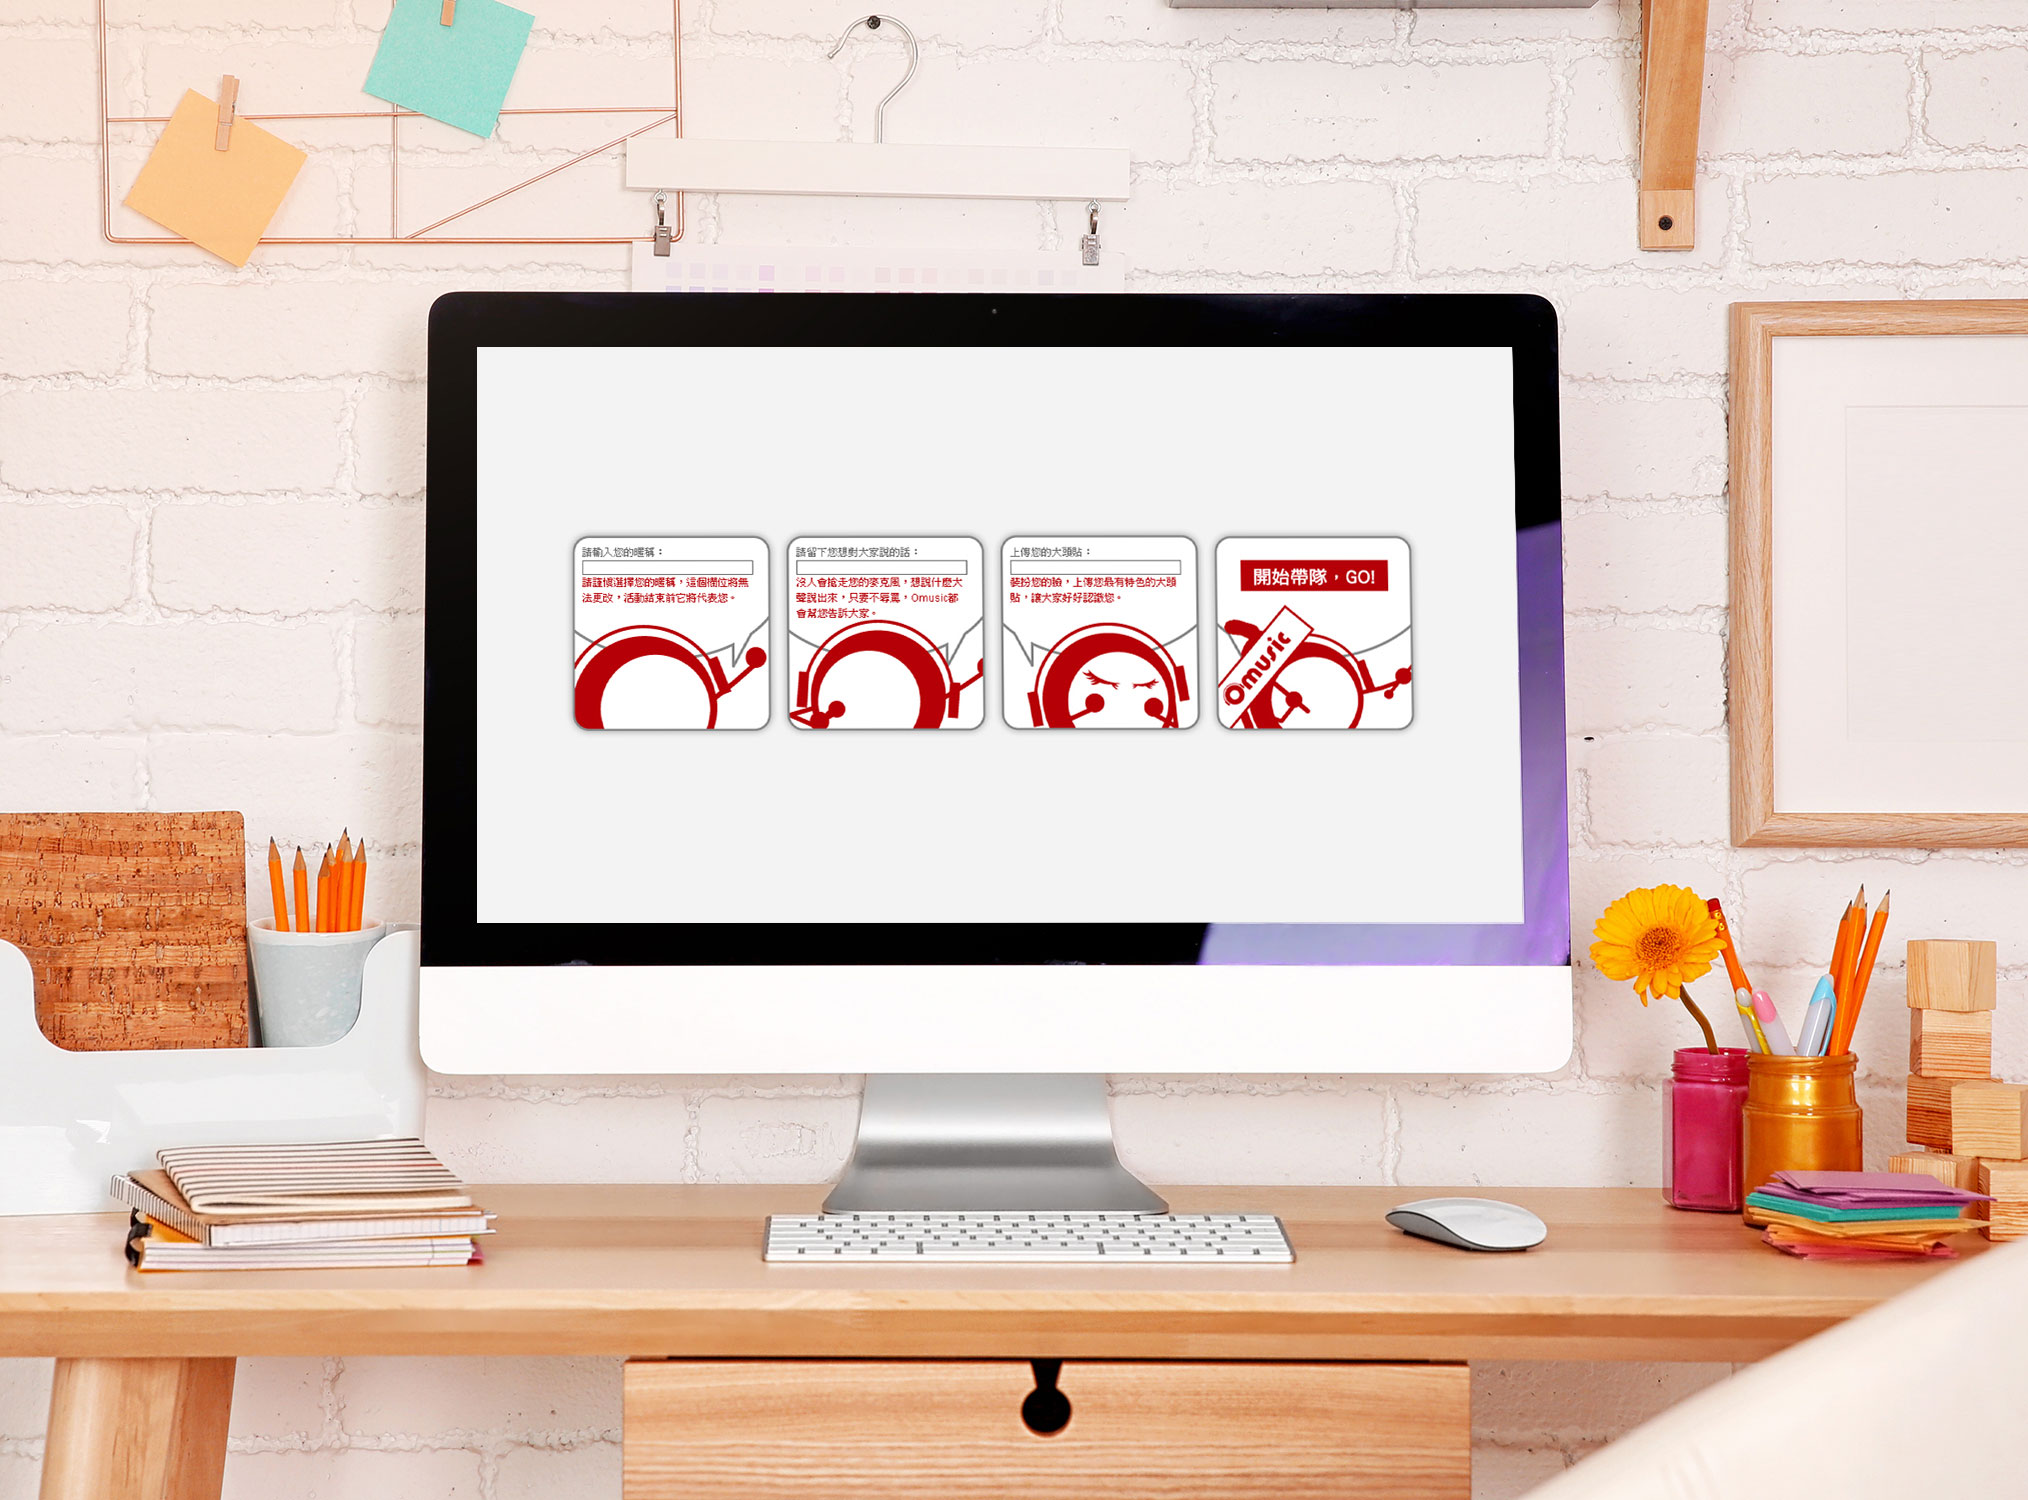 請輸入您的暱稱：
請謹慎選擇您的暱稱，這個欄位將無
法更改，活動結束前它將代表您。
請留下您想對大家說的話：
沒人會搶走您的麥克風，想說什麼大
聲說出來，只要不辱罵，Omusic都
會幫您告訴大家。
上傳您的大頭貼：
裝扮您的臉，上傳您最有特色的大頭
貼，讓大家好好認識您。
開始帶隊，GO!
Omusic